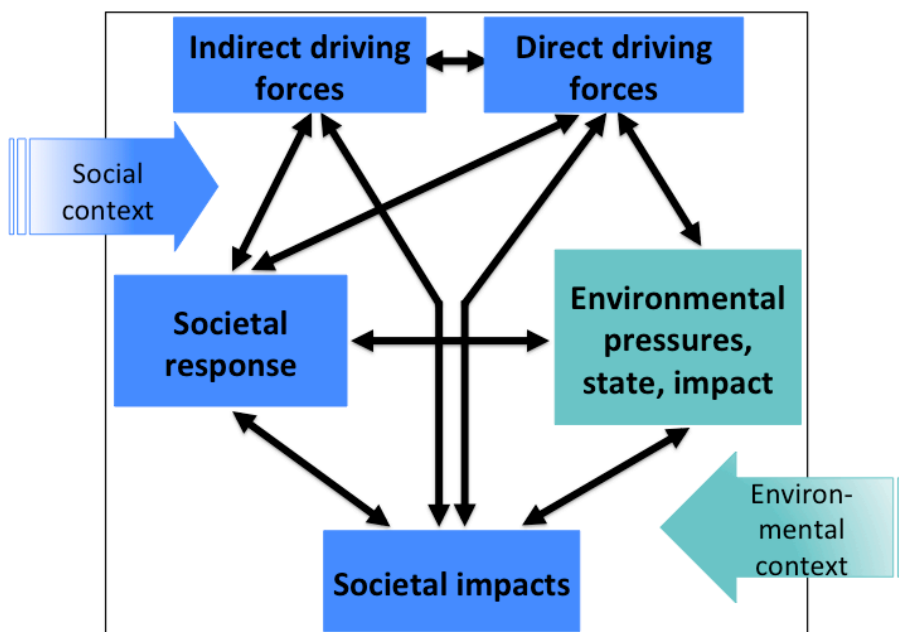 Indirect driving
forces
Direct driving
forces
Social
context
Societal
response
Environmental
pressures,
state, impact
Environ-
mental
context
Societal impacts